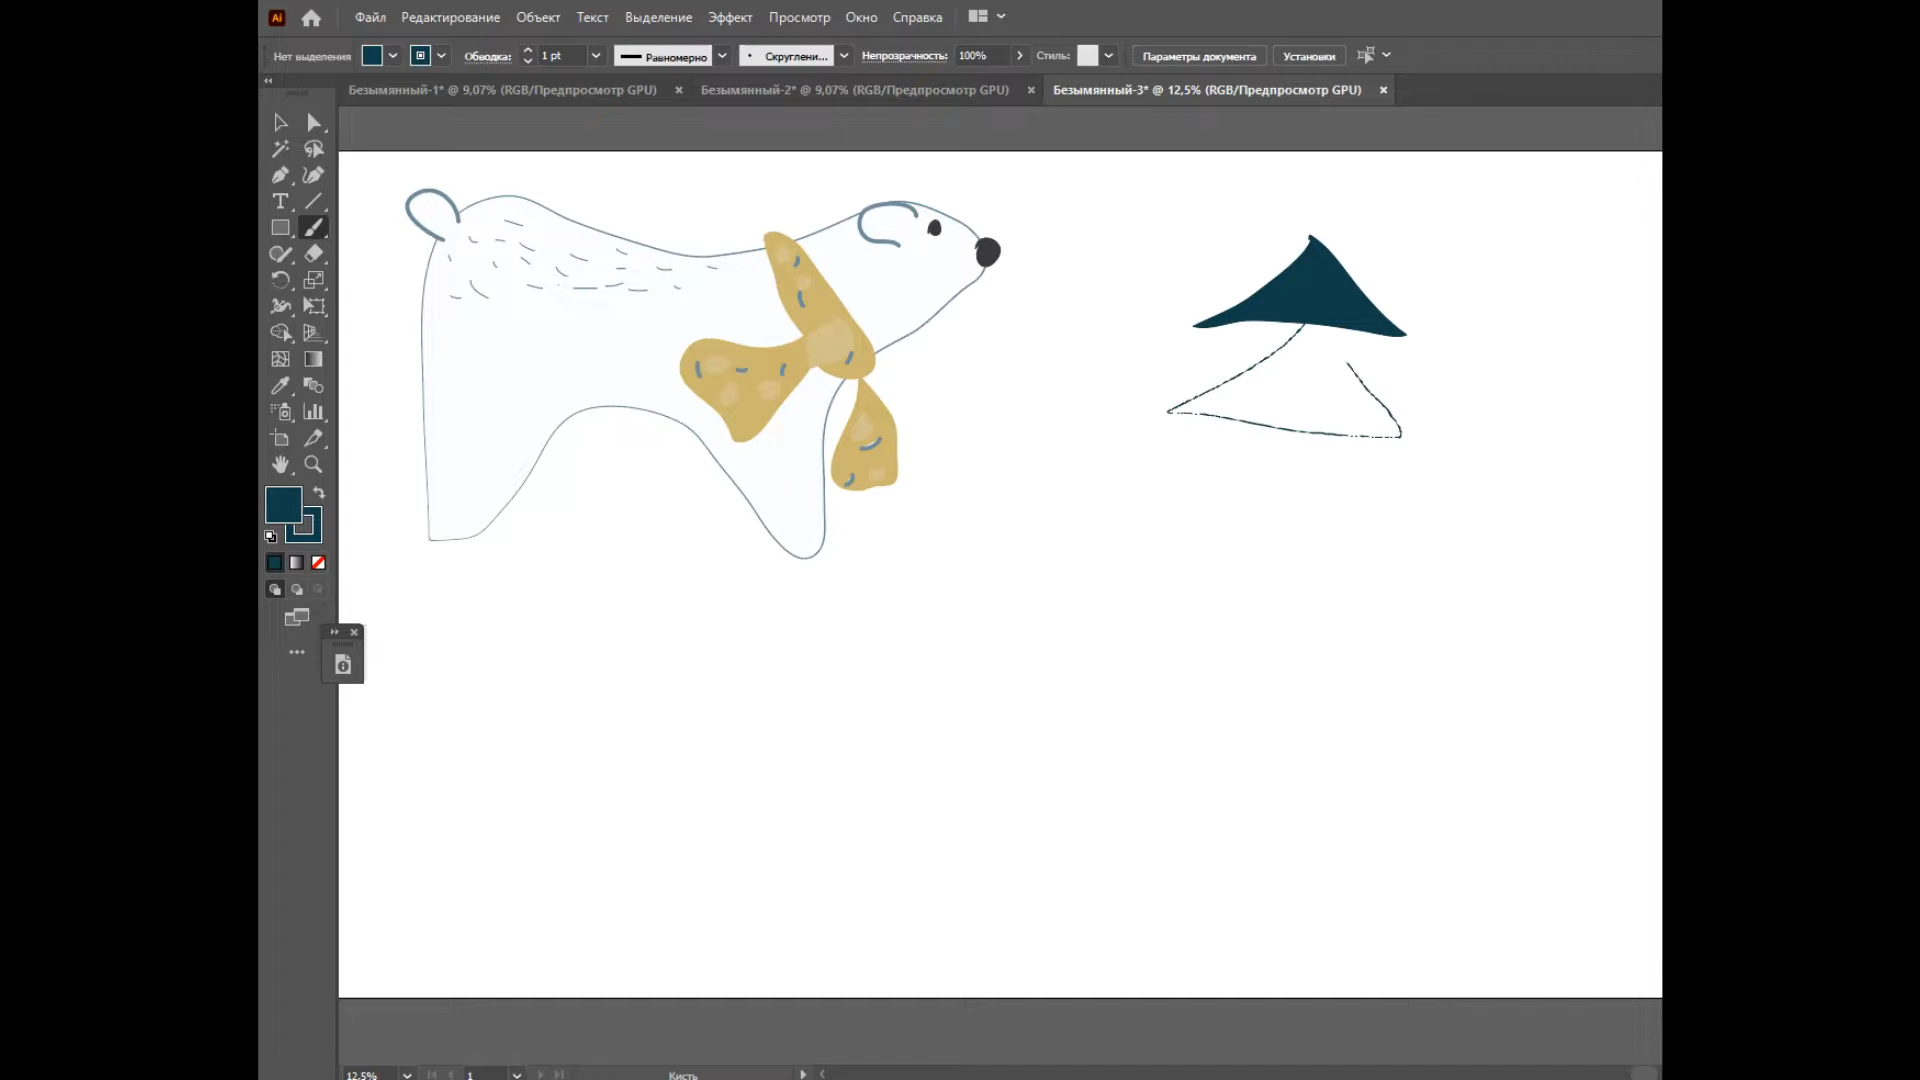 Ai Файл Редактирование Объект Текст Выделение Эффект Просмотр Окно Справка
Нет выделения Обводка: 1 pt Равномерно Скруглени... Непрозрачность: 100% Стиль: Параметры документа Установки
Безымянный-1* @ 9,07% (RGB/Предпросмотр GPU) Безымянный-2* @ 9,07% (RGB/Предпросмотр GPU) Безымянный-3* @ 12,5% (RGB/Предпросмотр GPU)
12,5% 1 Кисть